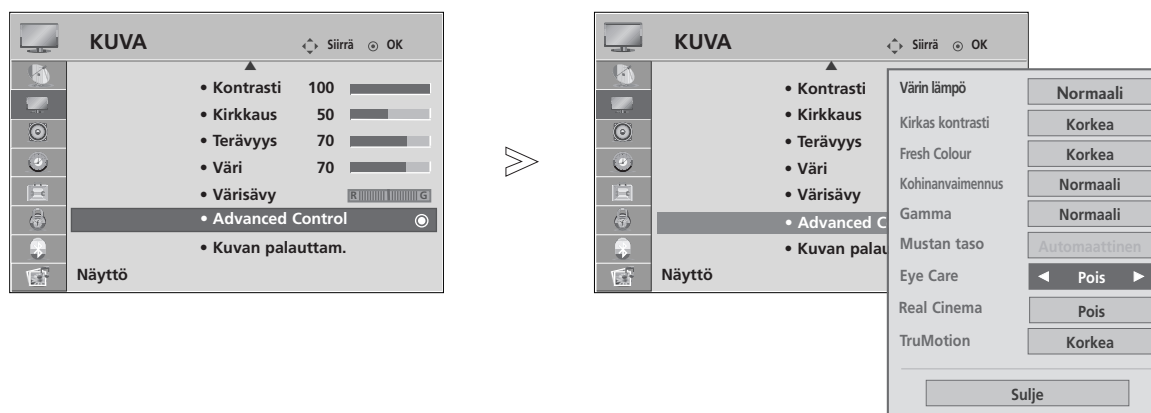 KUVA Siirrä OK
• Kontrasti 100
• Kirkkaus 50
• Terävyys 70
• Väri 70
• Värisävy R G
• Advanced Control
• Kuvan palauttam.
Näyttö
KUVA Siirrä OK
• Kontrasti
• Kirkkaus
• Terävyys
• Väri
• Värisävy
• Advanced C
• Kuvan palau
Näyttö
Värin lämpö Normaali
Kirkas kontrasti Korkea
Fresh Colour Korkea
Kohinanvaimennus Normaali
Gamma Normaali
Mustan taso Automaattinen
Eye Care ◄ Pois ►
Real Cinema Pois
TruMotion Korkea
Sulje